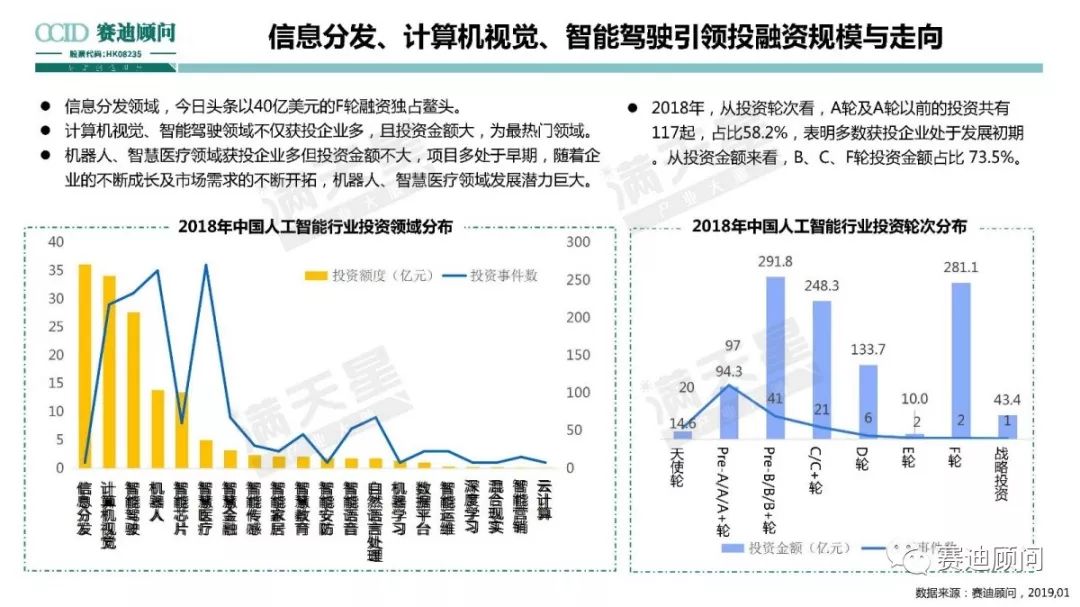 CCID 赛迪顾问
股票代码:HK08235
信息分发、计算机视觉、智能驾驶引领投融资规模与走向
● 信息分发领域，今日头条以40亿美元的F轮融资独占鳌头。
● 计算机视觉、智能驾驶领域不仅获投企业多，且投资金额大，为最热门领域。
● 机器人、智慧医疗领域获投企业多但投资金额不大，项目多处于早期，随着企
业的不断成长及市场需求的不断开拓，机器人、智慧医疗领域发展潜力巨大。
● 2018年，从投资轮次看，A轮及A轮以前的投资共有
117起，占比58.2%，表明多数获投企业处于发展初期
。从投资金额来看，B、C、F轮投资金额占比 73.5%。
2018年中国人工智能行业投资领域分布
投资额度（亿元） 投资事件数
40
35
30
25
20
15
10
5
0
300
250
200
150
100
50
0
信息分发
计算机视觉
智能驾驶
机器人
智能芯片
智慧医疗
智慧金融
智能传感
智能家居
智慧教育
智能安防
智能语音
自然语言处理
机器学习
数据平台
智能运维
深度学习
混合现实
智能营销
云计算
2018年中国人工智能行业投资轮次分布
14.6 94.3 291.8 248.3 133.7 10.0 281.1 43.4
20 97 41 21 6 2 2 1
天使轮
Pre-A/A/A+轮
Pre-B/B/B+轮
C/C+轮
D轮
E轮
F轮
战略投资
投资金额（亿元） 事件数
满天星
产业大
满天星
满天星
赛迪顾问
数据来源：赛迪顾问，2019,01